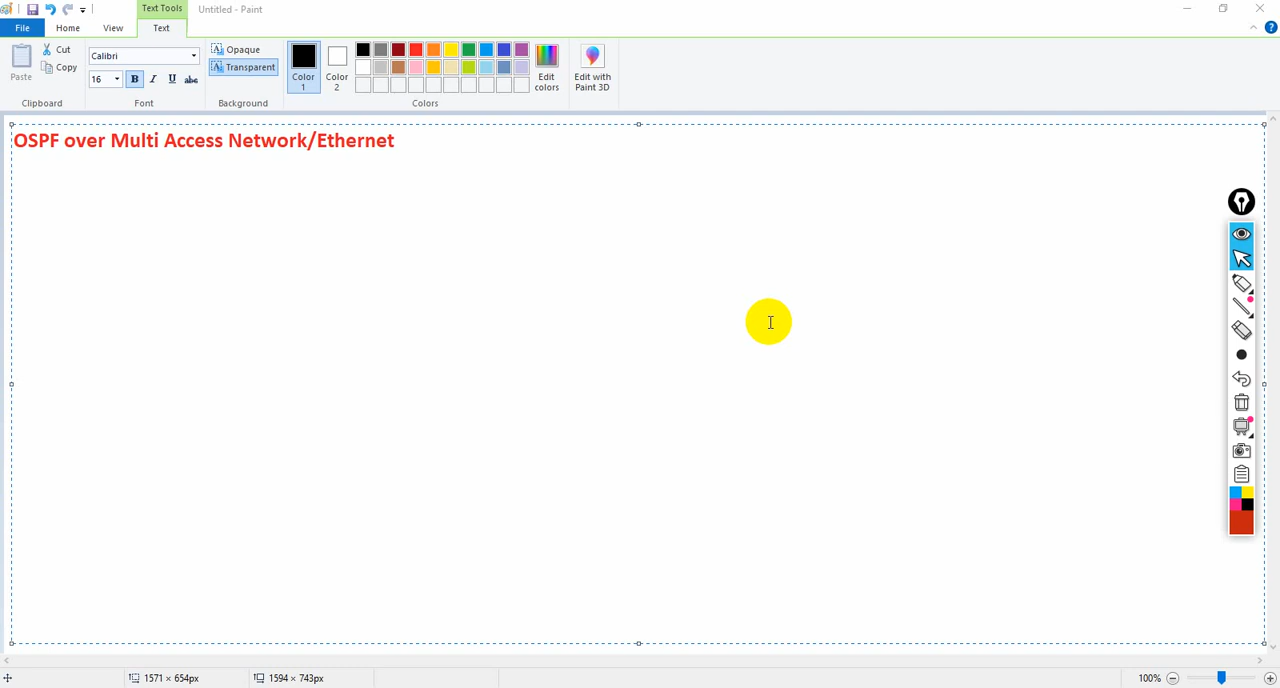 Text Tools
Untitled - Paint
File
Home
View
Text
Paste
Cut
Copy
Clipboard
Calibri
16
B
I
U
abc
Font
Opaque
Transparent
Background
Color
1
Color
2
Edit
colors
Colors
Edit with
Paint 3D
OSPF over Multi Access Network/Ethernet
1571 × 654px
1594 × 743px
100%